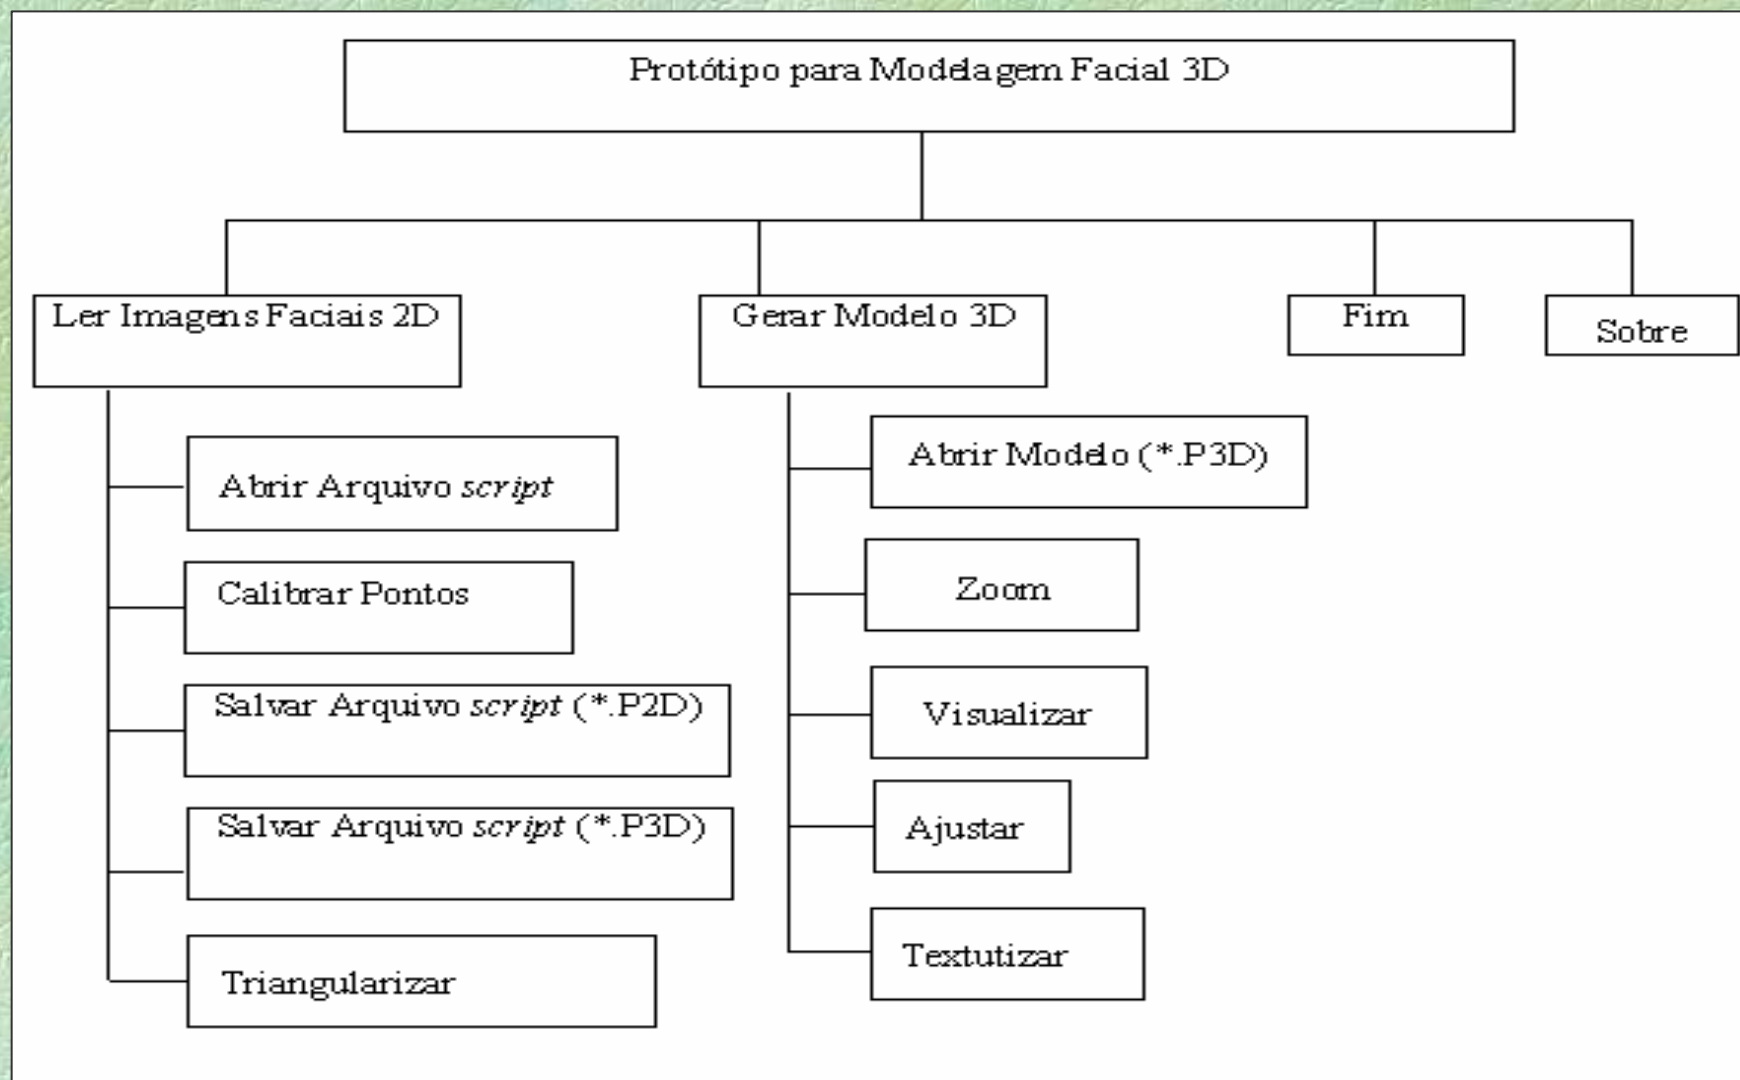 Protótipo para Modelagem Facial 3D
Ler Imagens Faciais 2D
Gerar Modelo 3D
Fim
Sobre
Abrir Arquivo script
Calibrar Pontos
Salvar Arquivo script (*.P2D)
Salvar Arquivo script (*.P3D)
Triangularizar
Abrir Modelo (*.P3D)
Zoom
Visualizar
Ajustar
Textutizar